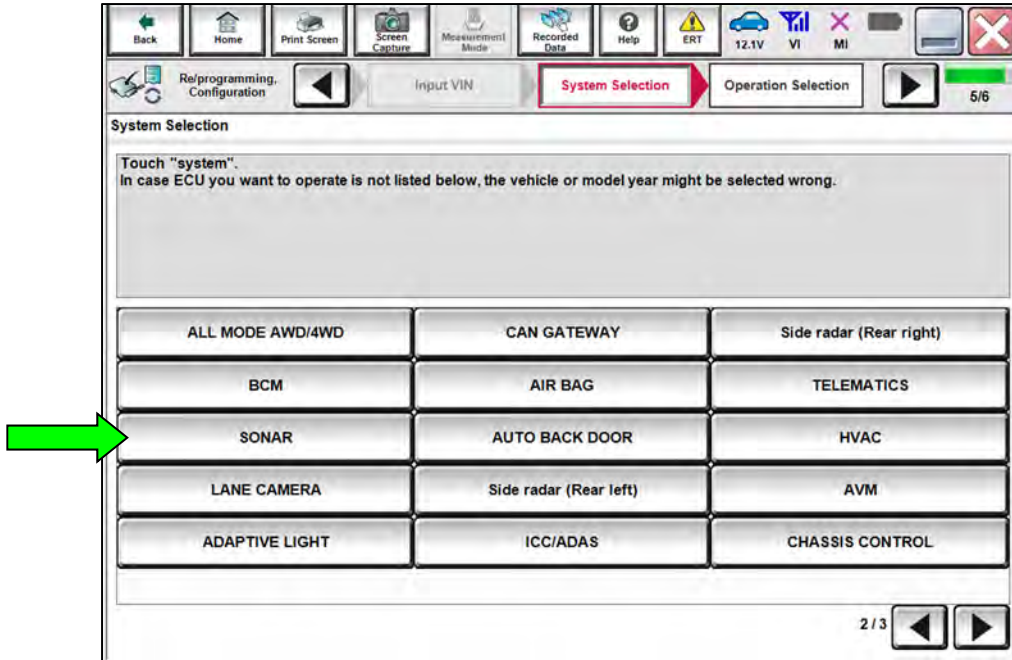 Back
Home
Print Screen
Screen
Capture
Measurement
Mode
Recorded
Data
Help
ERT
12.1V
VI
MI
Re/programming,
Configuration
Input VIN
System Selection
Operation Selection
5/6
System Selection
Touch "system".
In case ECU you want to operate is not listed below, the vehicle or model year might be selected wrong.
ALL MODE AWD/4WD
CAN GATEWAY
Side radar (Rear right)
BCM
AIR BAG
TELEMATICS
SONAR
AUTO BACK DOOR
HVAC
LANE CAMERA
Side radar (Rear left)
AVM
ADAPTIVE LIGHT
ICC/ADAS
CHASSIS CONTROL
2/3